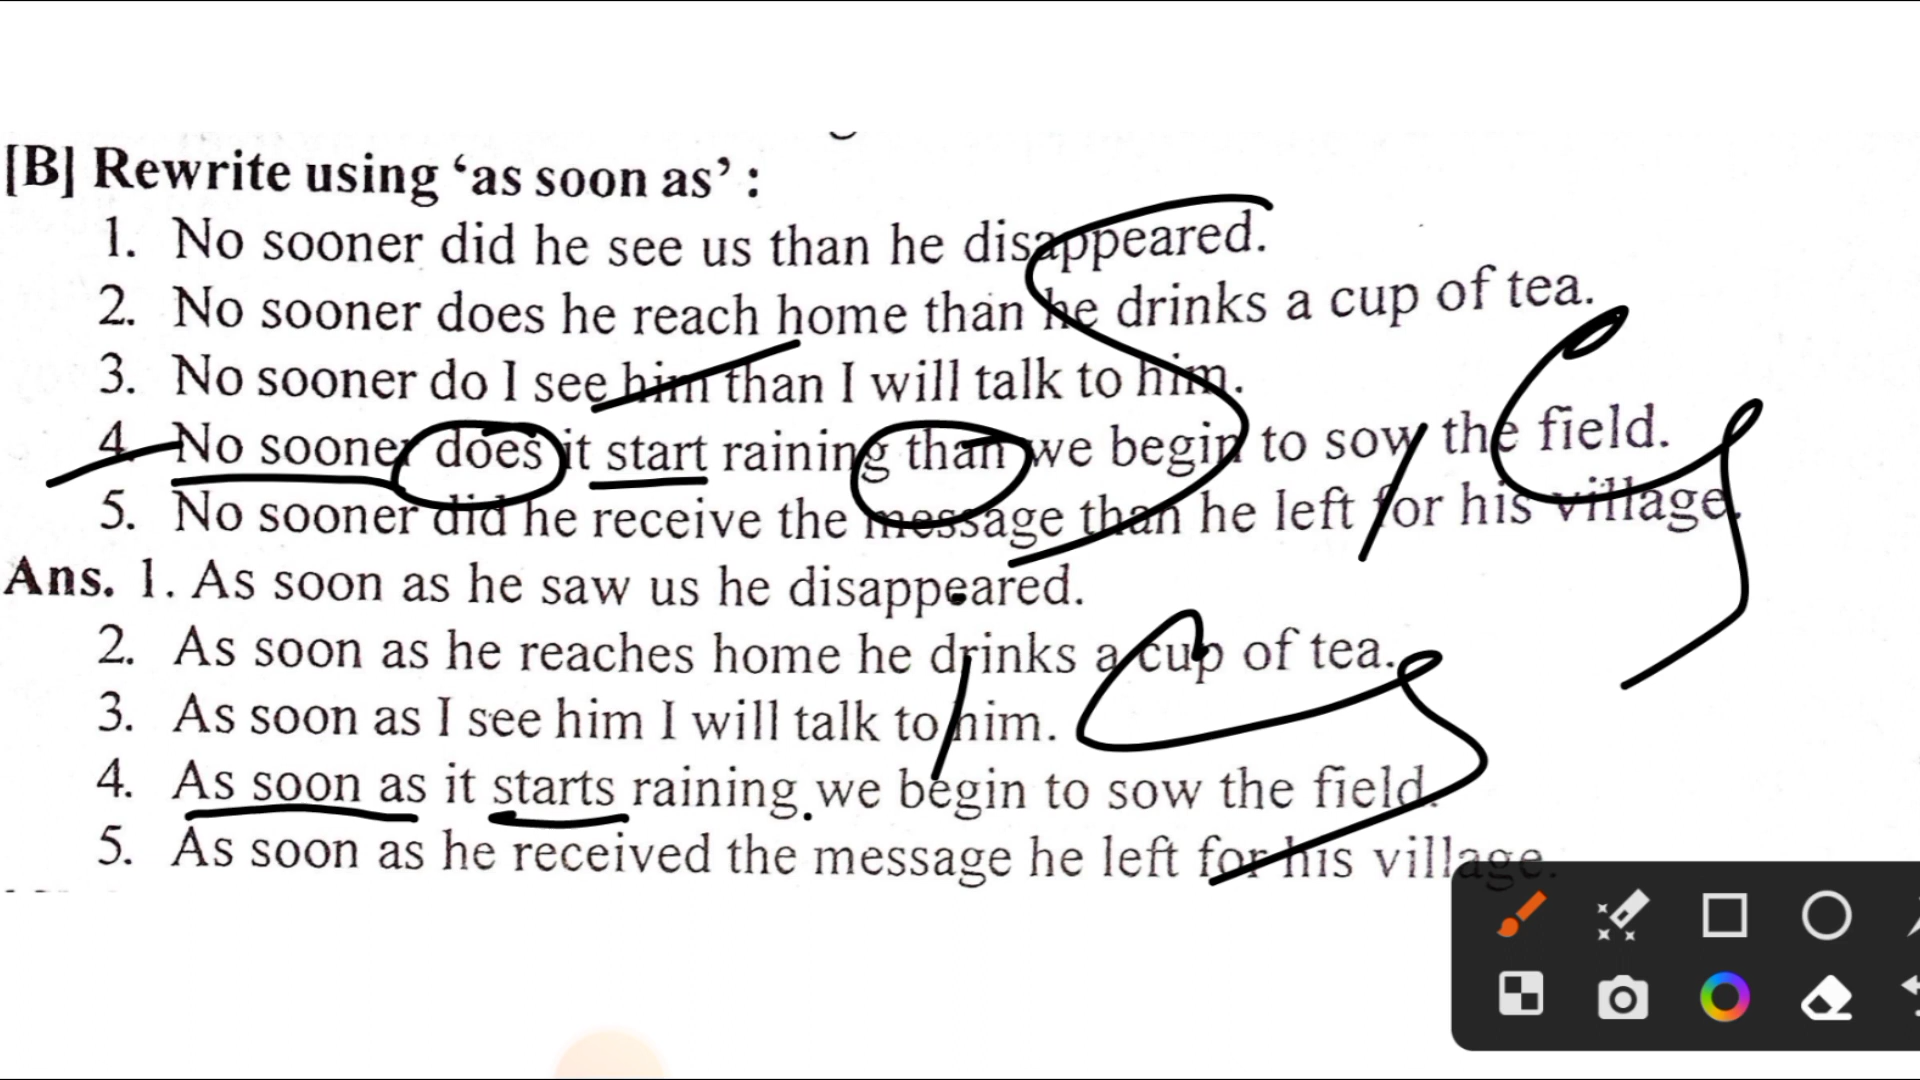 [B] Rewrite using ‘as soon as’ :
1. No sooner did he see us than he disappeared.
2. No sooner does he reach home than he drinks a cup of tea.
3. No sooner do I see him than I will talk to him.
4. No sooner does it start raining than we begin to sow the field.
5. No sooner did he receive the message than he left for his village.
Ans. 1. As soon as he saw us he disappeared.
2. As soon as he reaches home he drinks a cup of tea.
3. As soon as I see him I will talk to him.
4. As soon as it starts raining we begin to sow the field.
5. As soon as he received the message he left for his village.